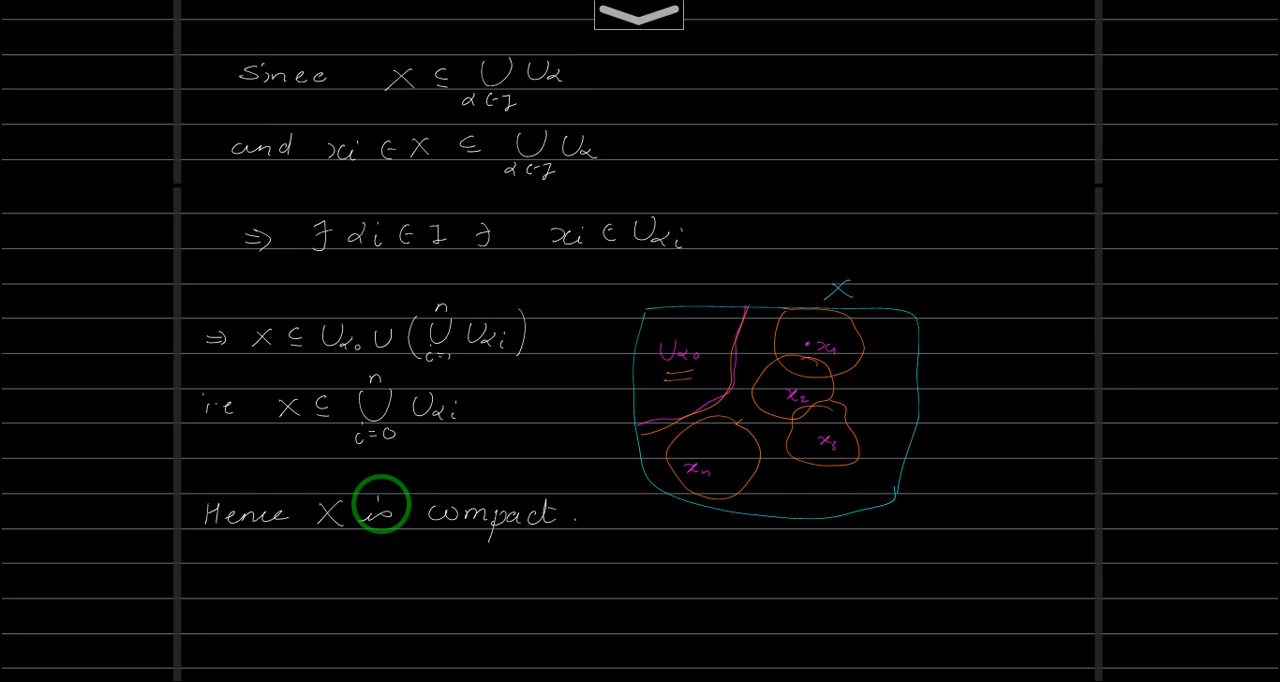 Since X ⊆ ∪ Uα
α∈J
and xi ∈ X ⊆ ∪ Uα
α∈J
⇒ ∃ αi ∈ J ∋ xi ∈ Uαi
X
n
⇒ X ⊆ Uα0 ∪ (∪ Uαi)
i=1
n
i.e X ⊆ ∪ Uαi
i=0
Hence X is compact.
Uα0
x1
x2
x3
xn